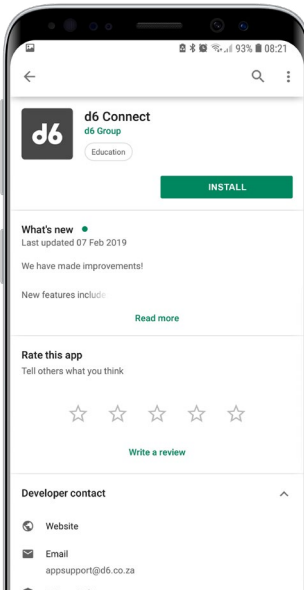 93% 08:21
d6
d6 Connect
d6 Group
Education
INSTALL
What's new
Last updated 07 Feb 2019
We have made improvements!
New features include
Read more
Rate this app
Tell others what you think
Write a review
Developer contact
Website
Email
appsupport@d6.co.za